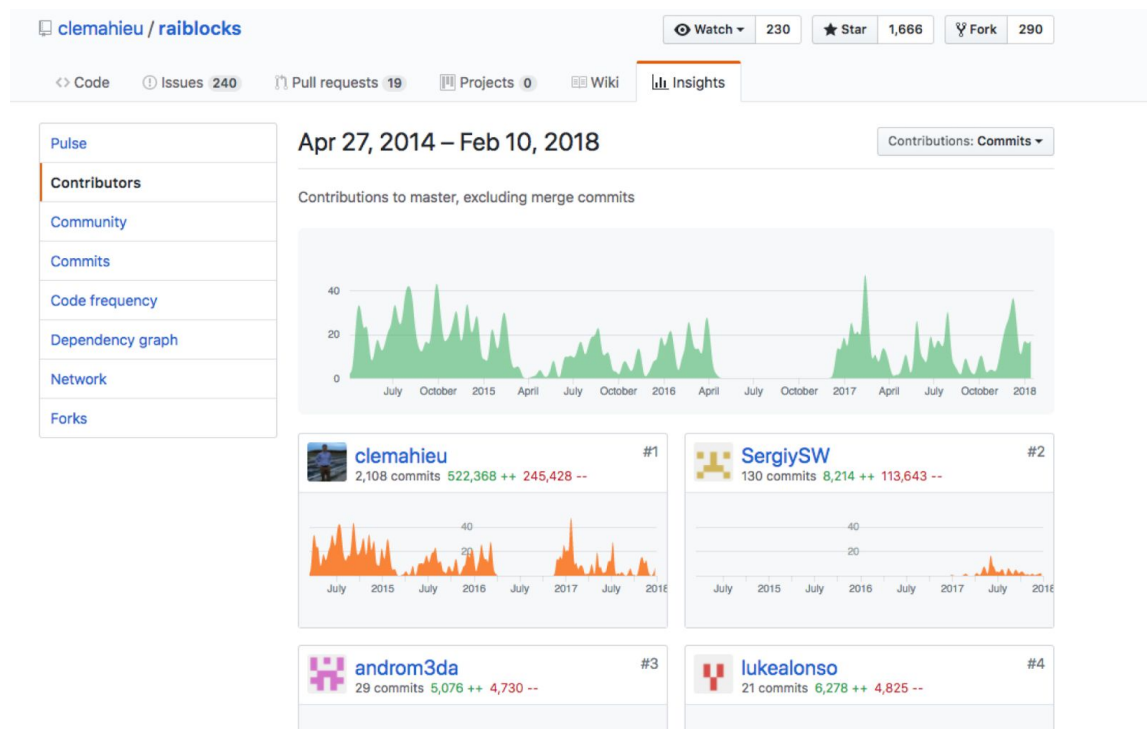 clemahieu / raiblocks
Watch 230 Star 1,666 Fork 290
Code Issues 240 Pull requests 19 Projects 0 Wiki Insights
Pulse
Contributors
Community
Commits
Code frequency
Dependency graph
Network
Forks
Apr 27, 2014 – Feb 10, 2018
Contributions: Commits
Contributions to master, excluding merge commits
40
20
0
July October 2015 April July October 2016 April July October 2017 April July October 2018
clemahieu #1
2,108 commits 522,368 ++ 245,428 --
40
20
July 2015 July 2016 July 2017 July 2018
SergiySW #2
130 commits 8,214 ++ 113,643 --
40
20
July 2015 July 2016 July 2017 July 2018
androm3da #3
29 commits 5,076 ++ 4,730 --
lukealonso #4
21 commits 6,278 ++ 4,825 --